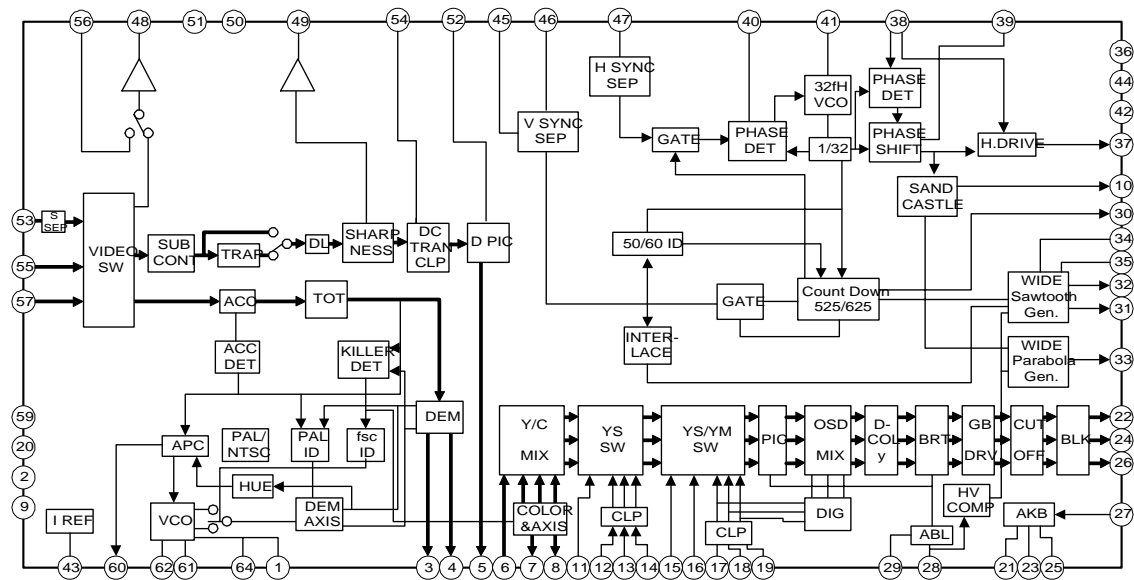 56 48 51 50 49 54 52 45 46 47 40 41 38 39
36
44
42
37
10
30
34
35
32
31
33
22
24
26
27
53
55
57
59
20
2
9
H SYNC
SEP
V SYNC
SEP
GATE
PHASE
DET
32fH
VCO
1/32
PHASE
DET
PHASE
SHIFT
H.DRIVE
SAND
CASTLE
S
SEP
VIDEO
SW
SUB
CONT
TRAP
DL
SHARP
NESS
DC
TRAN
CLP
D PIC
50/60 ID
GATE
Count Down
525/625
WIDE
Sawtooth
Gen.
INTER-
LACE
WIDE
Parabola
Gen.
ACC
TOT
ACC
DET
KILLER
DET
DEM
APC
PAL/
NTSC
PAL
ID
fsc
ID
HUE
I REF
VCO
DEM
AXIS
Y/C
MIX
YS
SW
YS/YM
SW
PIC
OSD
MIX
D-
COL
y
BRT
GB
DRV
CUT
OFF
BLK
COLOR
&AXIS
CLP
CLP
DIG
HV
COMP
ABL
AKB
43 60 62 61 64 1 3 4 5 6 7 8 11 12 13 14 15 16 17 18 19 29 28 21 23 25